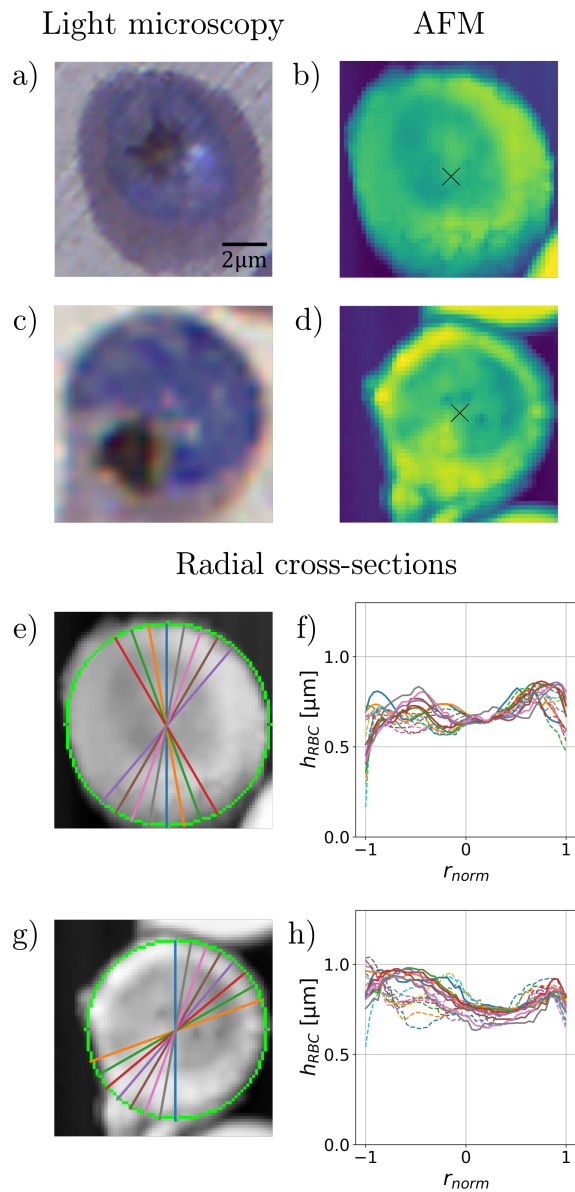 Light microscopy AFM
a) b)
2μm
c) d)
Radial cross-sections
e) f)
1.0
0.5
0.0
h_RBC [μm]
−1 0 1
r_norm
g) h)
1.0
0.5
0.0
h_RBC [μm]
−1 0 1
r_norm